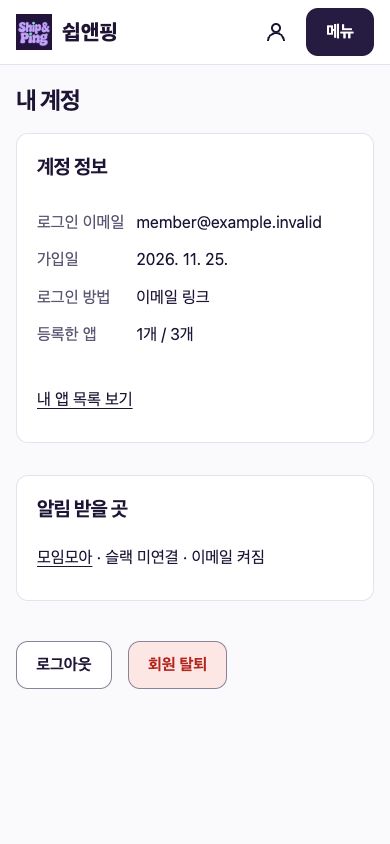 Ship&
Ping
쉽앤핑
메뉴
내 계정
계정 정보
로그인 이메일 member@example.invalid
가입일 2026. 11. 25.
로그인 방법 이메일 링크
등록한 앱 1개 / 3개
내 앱 목록 보기
알림 받을 곳
모임모아 · 슬랙 미연결 · 이메일 켜짐
로그아웃 회원 탈퇴